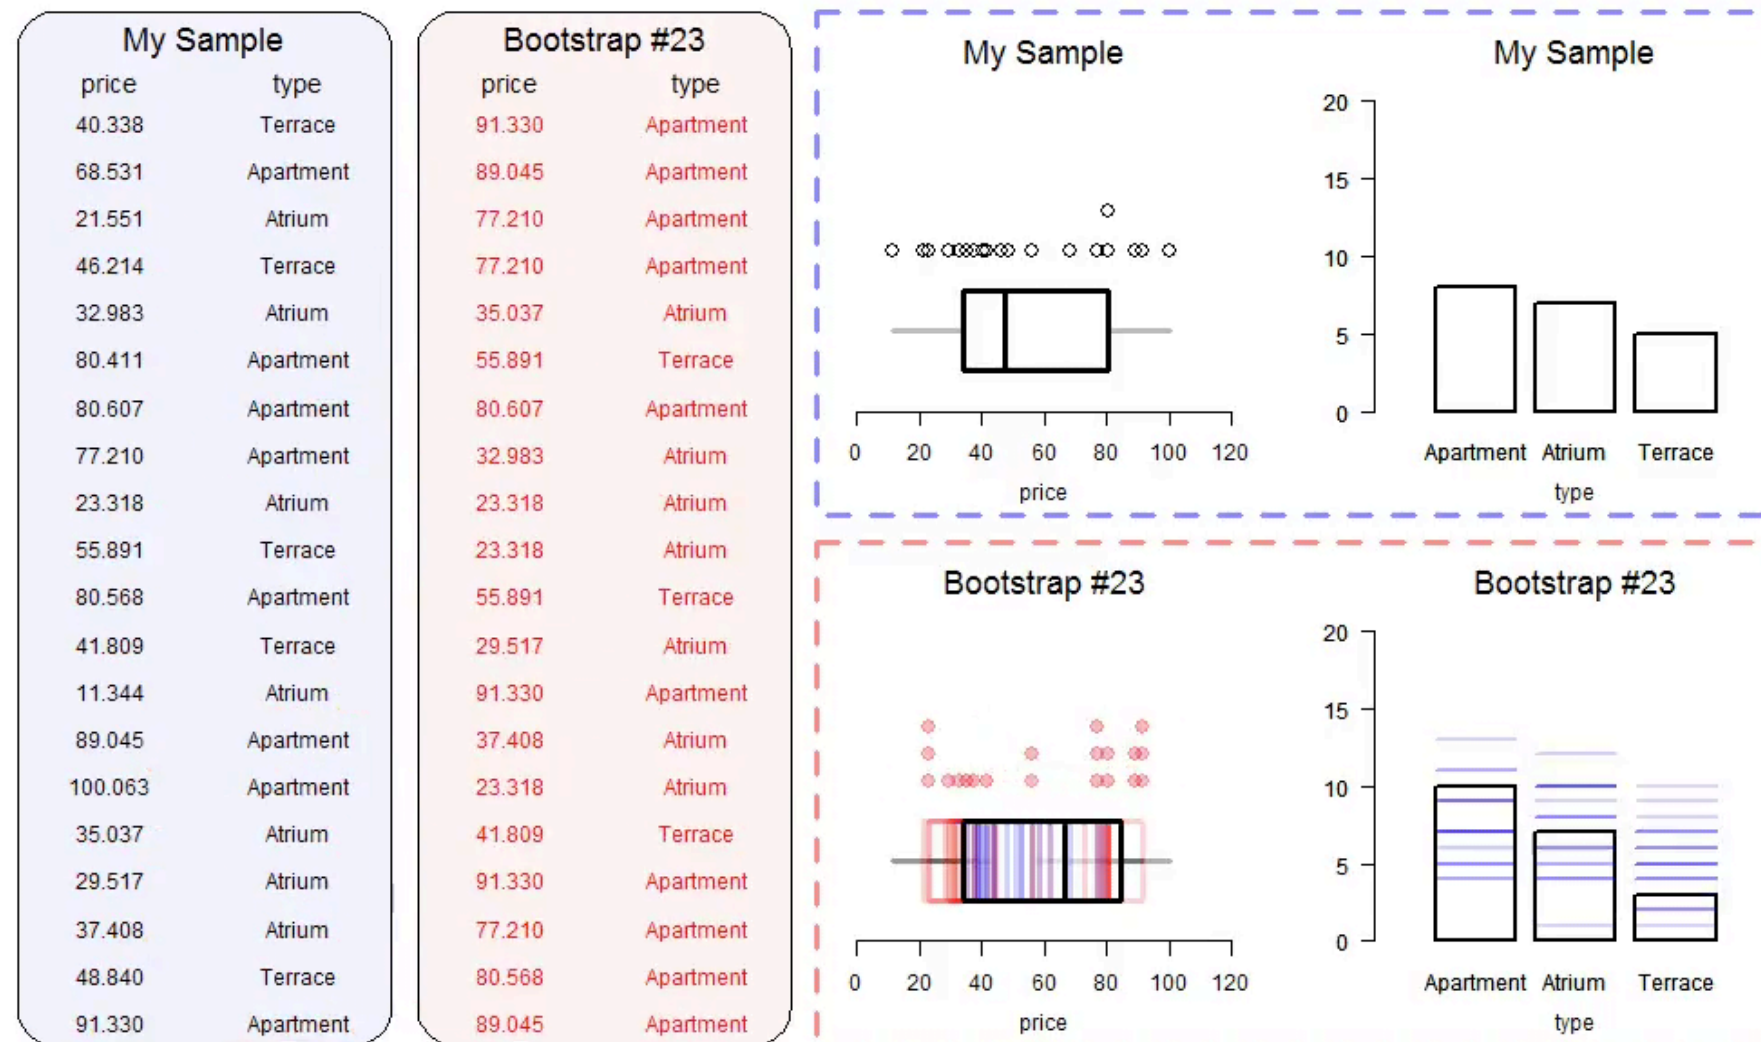 My Sample
price type
40.338 Terrace
68.531 Apartment
21.551 Atrium
46.214 Terrace
32.983 Atrium
80.411 Apartment
80.607 Apartment
77.210 Apartment
23.318 Atrium
55.891 Terrace
80.568 Apartment
41.809 Terrace
11.344 Atrium
89.045 Apartment
100.063 Apartment
35.037 Atrium
29.517 Atrium
37.408 Atrium
48.840 Terrace
91.330 Apartment
Bootstrap #23
price type
91.330 Apartment
89.045 Apartment
77.210 Apartment
77.210 Apartment
35.037 Atrium
55.891 Terrace
80.607 Apartment
32.983 Atrium
23.318 Atrium
23.318 Atrium
55.891 Terrace
29.517 Atrium
91.330 Apartment
37.408 Atrium
23.318 Atrium
41.809 Terrace
91.330 Apartment
77.210 Apartment
80.568 Apartment
89.045 Apartment
My Sample
0 20 40 60 80 100 120
price
My Sample
20
15
10
5
0
Apartment Atrium Terrace
type
Bootstrap #23
0 20 40 60 80 100 120
price
Bootstrap #23
20
15
10
5
0
Apartment Atrium Terrace
type